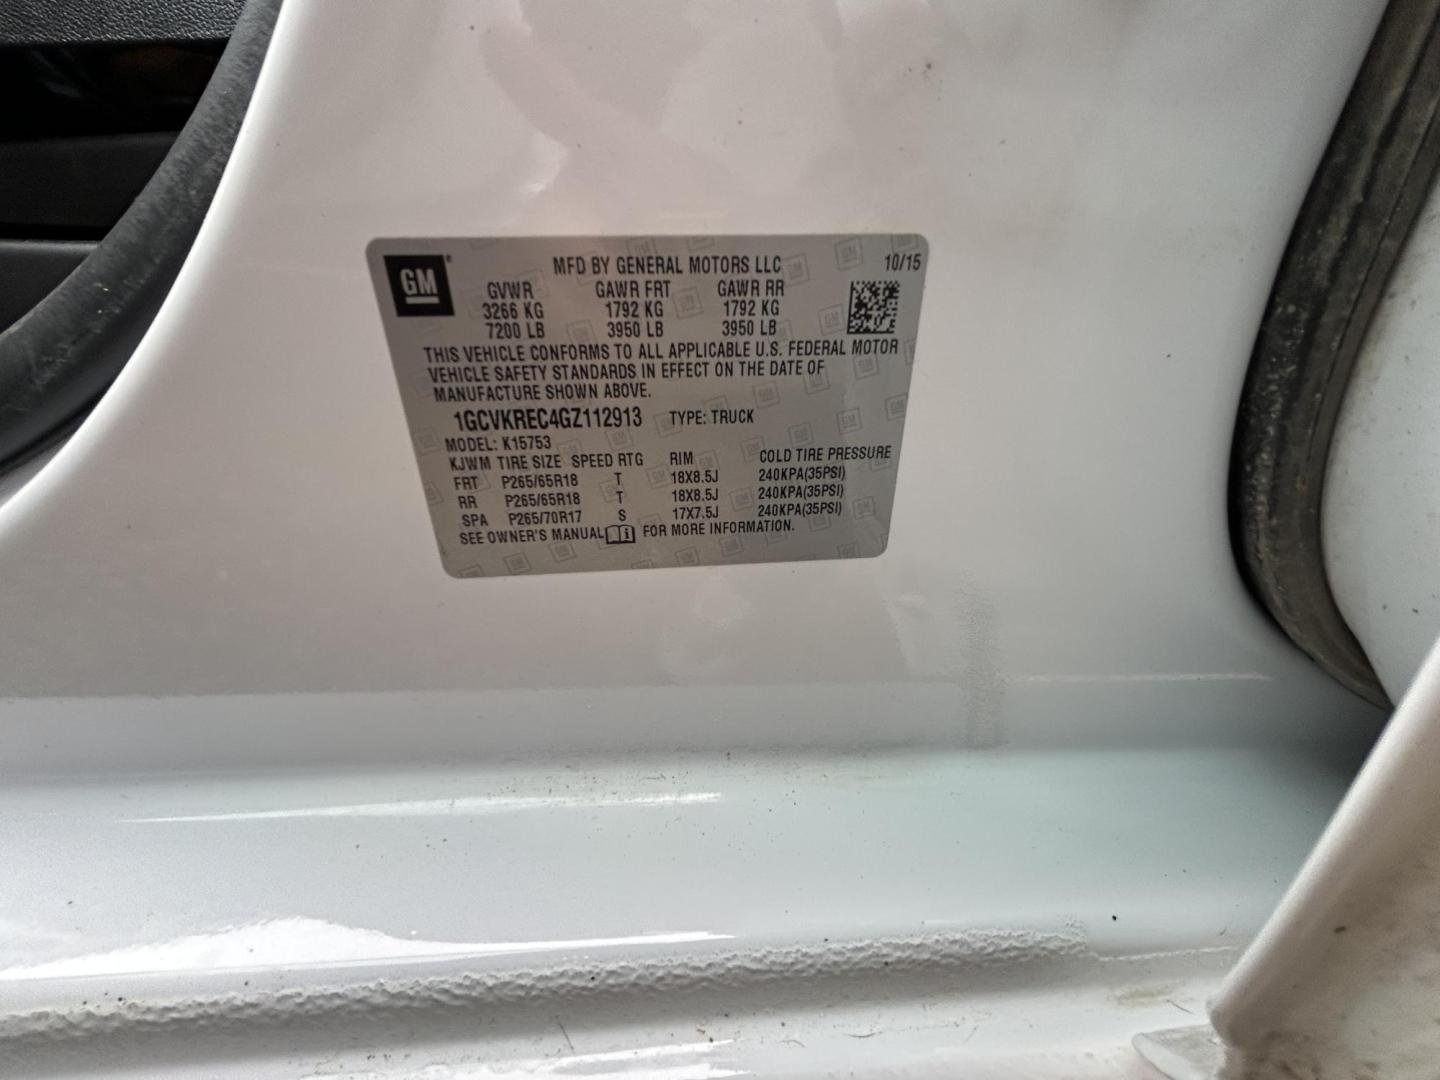 GM
MFD BY GENERAL MOTORS LLC 10/15
GVWR GAWR FRT GAWR RR
3266 KG 1792 KG 1792 KG
7200 LB 3950 LB 3950 LB
THIS VEHICLE CONFORMS TO ALL APPLICABLE U.S. FEDERAL MOTOR
VEHICLE SAFETY STANDARDS IN EFFECT ON THE DATE OF
MANUFACTURE SHOWN ABOVE.
1GCVKREC4GZ112913 TYPE: TRUCK
MODEL: K15753
KJWM TIRE SIZE SPEED RTG RIM COLD TIRE PRESSURE
FRT P265/65R18 T 18X8.5J 240KPA(35PSI)
RR P265/65R18 T 18X8.5J 240KPA(35PSI)
SPA P265/70R17 S 17X7.5J 240KPA(35PSI)
SEE OWNER'S MANUAL FOR MORE INFORMATION.